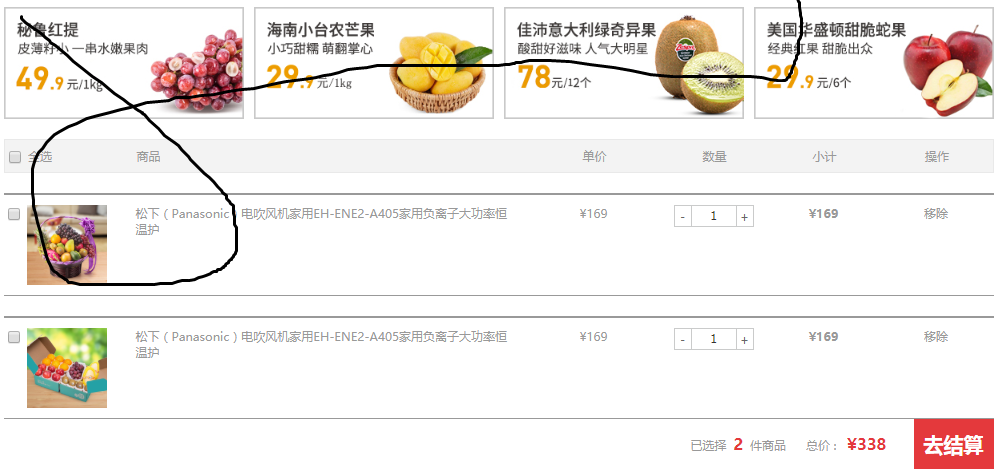 秘鲁红提
皮薄籽小 一串水嫩果肉
49.9 元/1kg
海南小台农芒果
小巧甜糯 萌翻掌心
29.9 元/1kg
佳沛意大利绿奇异果
酸甜好滋味 人气大明星
78元/12个
美国华盛顿甜脆蛇果
经典红果 甜脆出众
29.9 元/6个
全选 商品 单价 数量 小计 操作
松下（Panasonic）电吹风机家用EH-ENE2-A405家用负离子大功率恒 ¥169 - 1 + ¥169 移除
温护
松下（Panasonic）电吹风机家用EH-ENE2-A405家用负离子大功率恒 ¥169 - 1 + ¥169 移除
温护
已选择 2 件商品 总价： ¥338 去结算